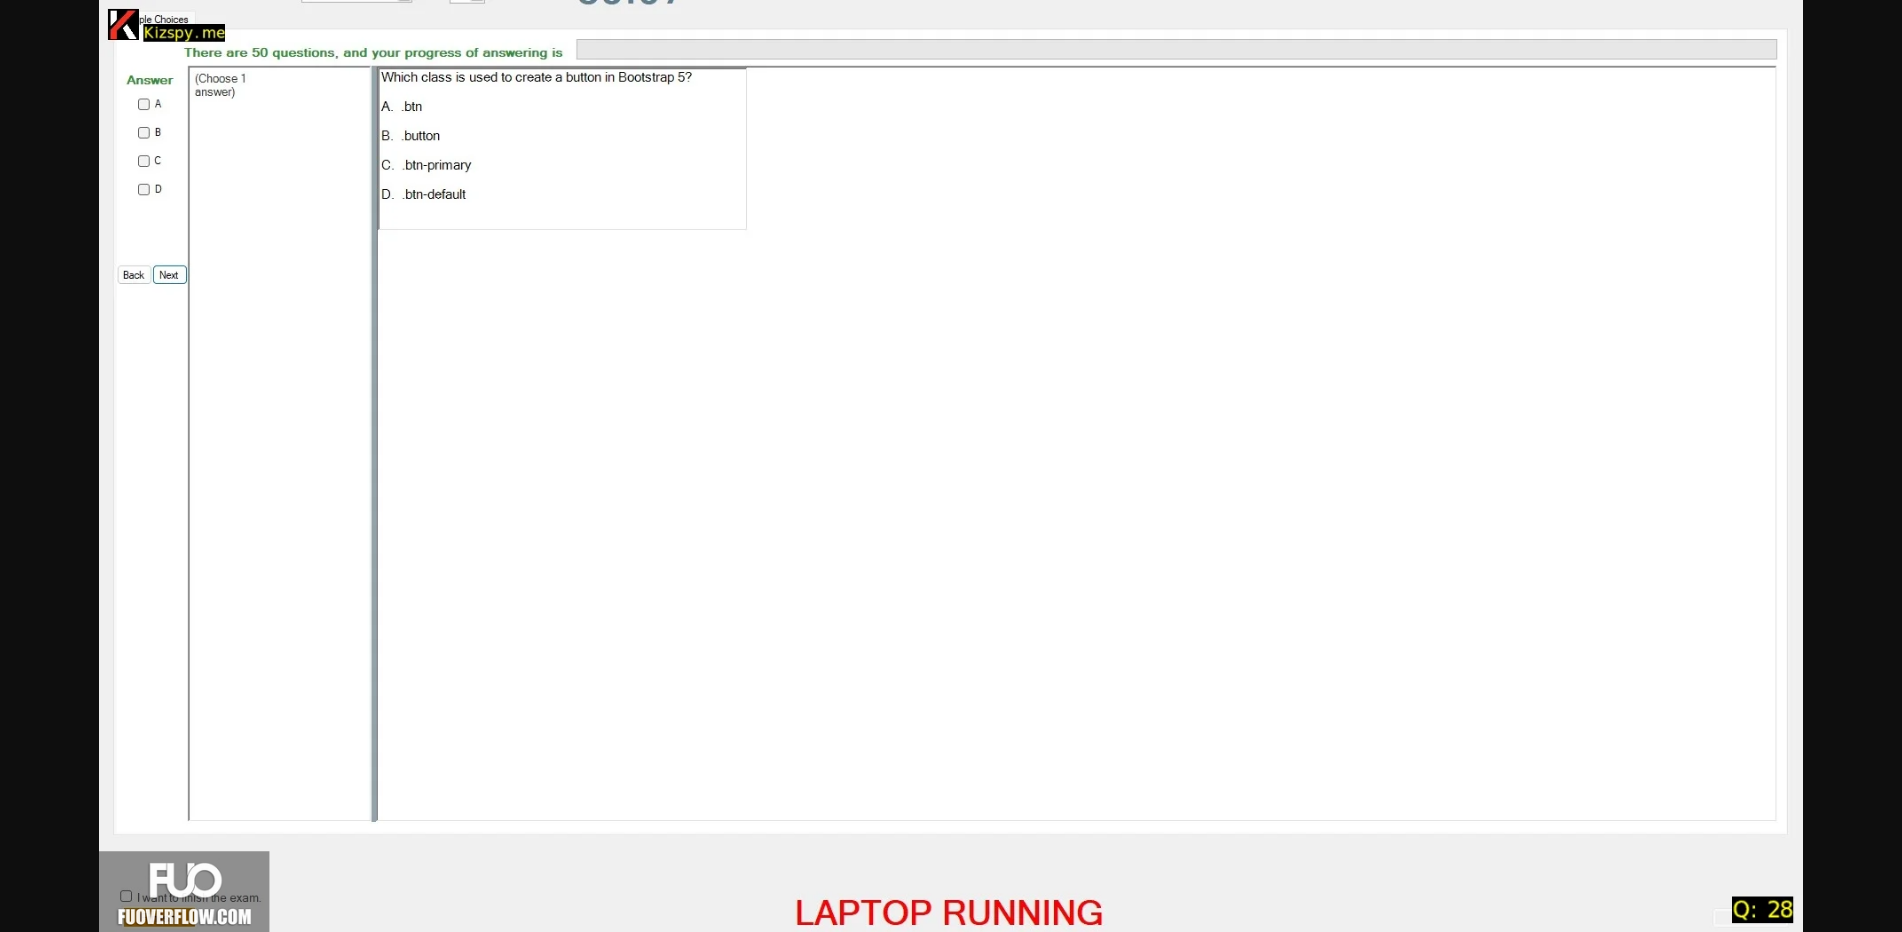 ple Choices
Kizspy.me
There are 50 questions, and your progress of answering is
Answer
(Choose 1
answer)
A
B
C
D
Which class is used to create a button in Bootstrap 5?
A. .btn
B. .button
C. .btn-primary
D. .btn-default
Back Next
FUO
I want to finish the exam.
FUOVERFLOW.COM
LAPTOP RUNNING
Q: 28